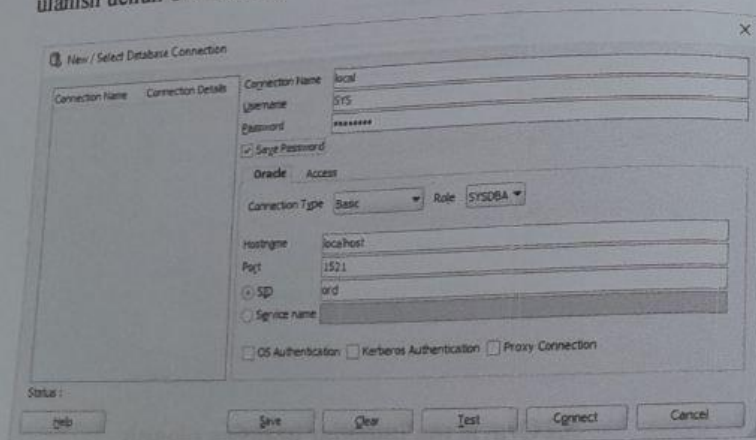 ulanish
New / Select Database Connection
Connection Name Connection Details
Connection Name local
Username SYS
Password ********
Save Password
Oracle Access
Connection Type Basic Role SYSDBA
Hostname localhost
Port 1521
SID ord
Service name
OS Authentication Kerberos Authentication Proxy Connection
Status :
Help Save Clear Test Connect Cancel